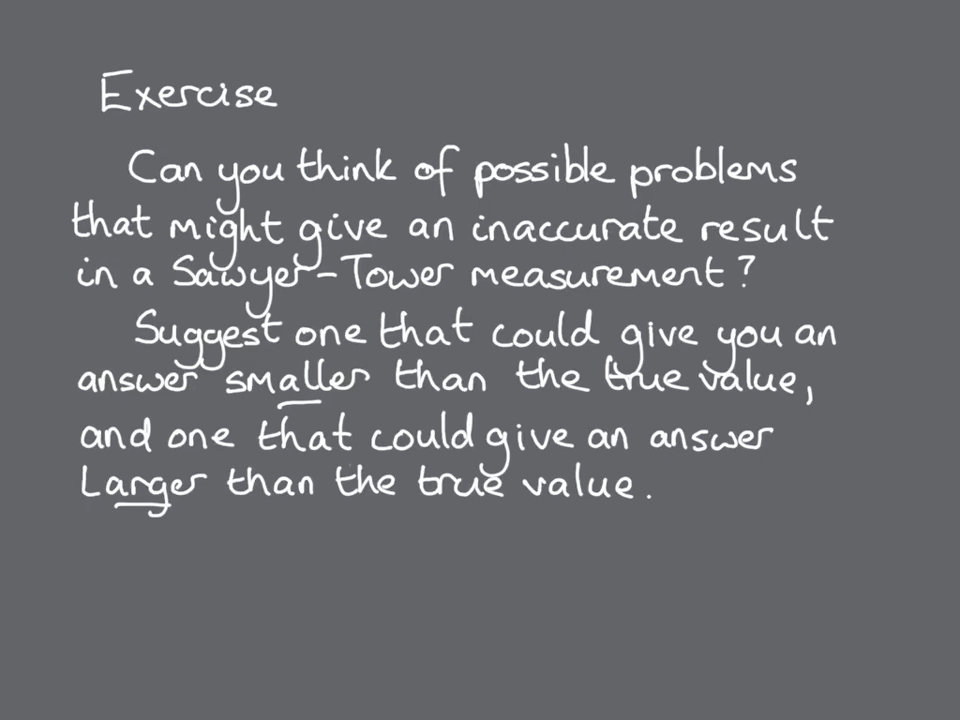 Exercise
Can you think of possible problems
that might give an inaccurate result
in a Sawyer-Tower measurement?
Suggest one that could give you an
answer smaller than the true value,
and one that could give an answer
Larger than the true value.